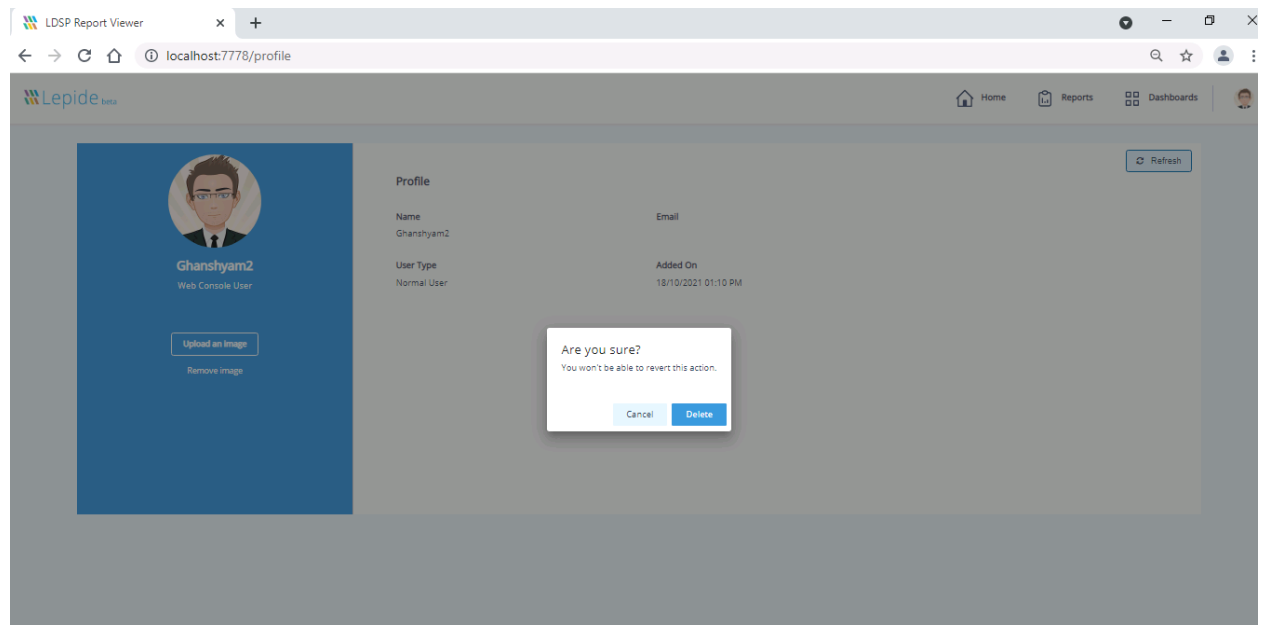 LDSP Report Viewer
localhost:7778/profile
Lepide beta
Home
Reports
Dashboards
Refresh
Ghanshyam2
Web Console User
Upload an image
Remove image
Profile
Name
Email
Ghanshyam2
User Type
Added On
Normal User
18/10/2021 01:10 PM
Are you sure?
You won't be able to revert this action.
Cancel
Delete